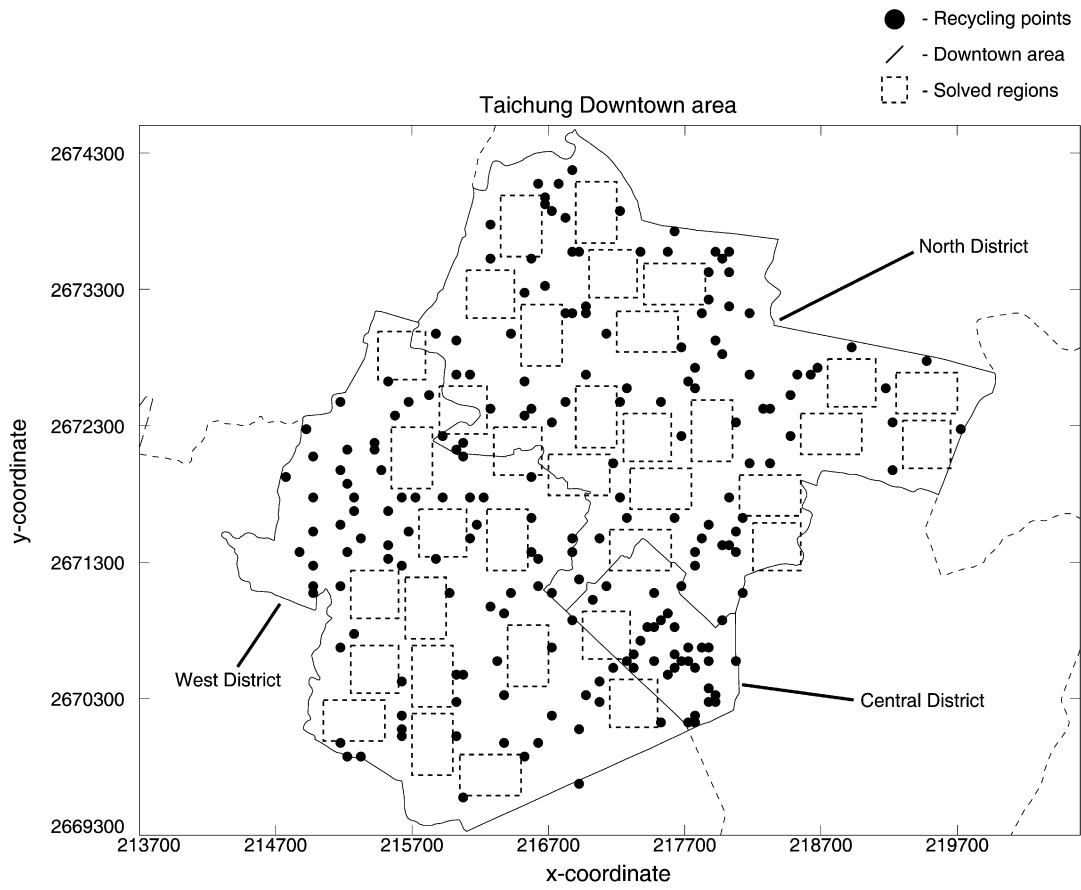 - Recycling points
- Downtown area
- Solved regions
Taichung Downtown area
2674300
2673300
2672300
2671300
2670300
2669300
y-coordinate
North District
West District
Central District
213700 214700 215700 216700 217700 218700 219700
x-coordinate